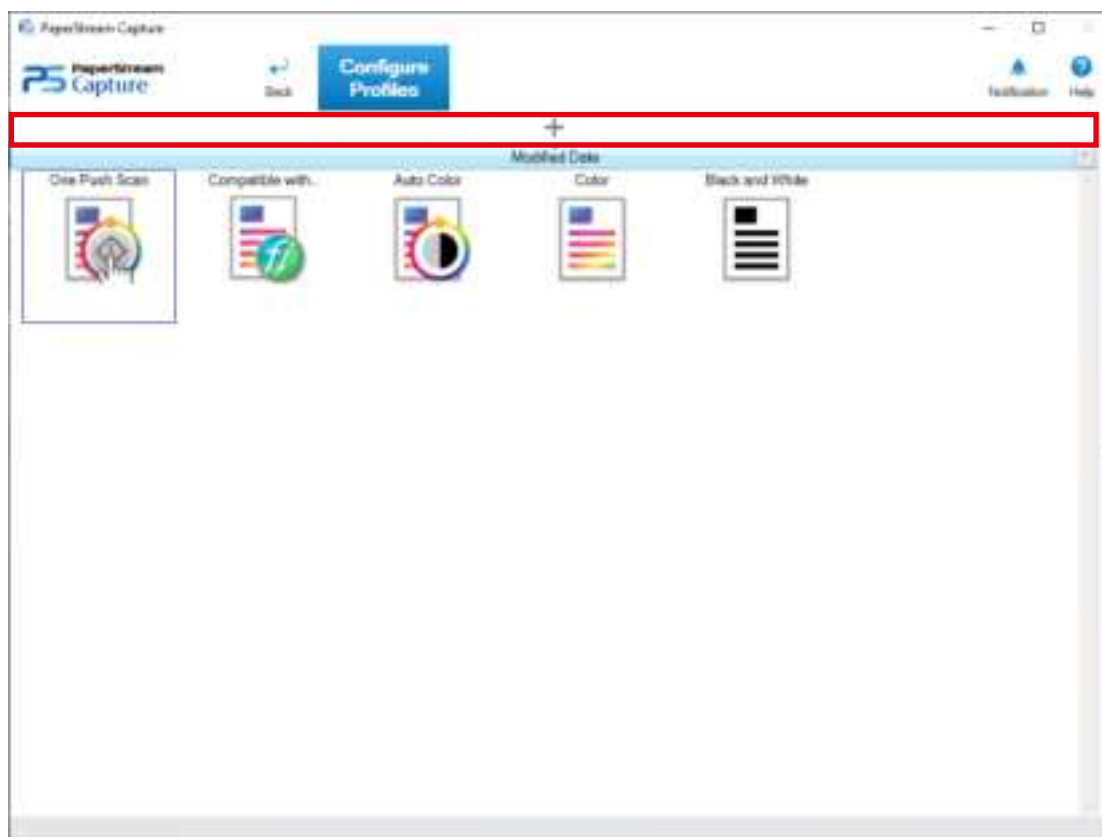 PaperStream Capture
PaperStream
Capture
Back
Configure
Profiles
Notification
Help
+
Modified Date
One Push Scan
Compatible with..
Auto Color
Color
Black and White